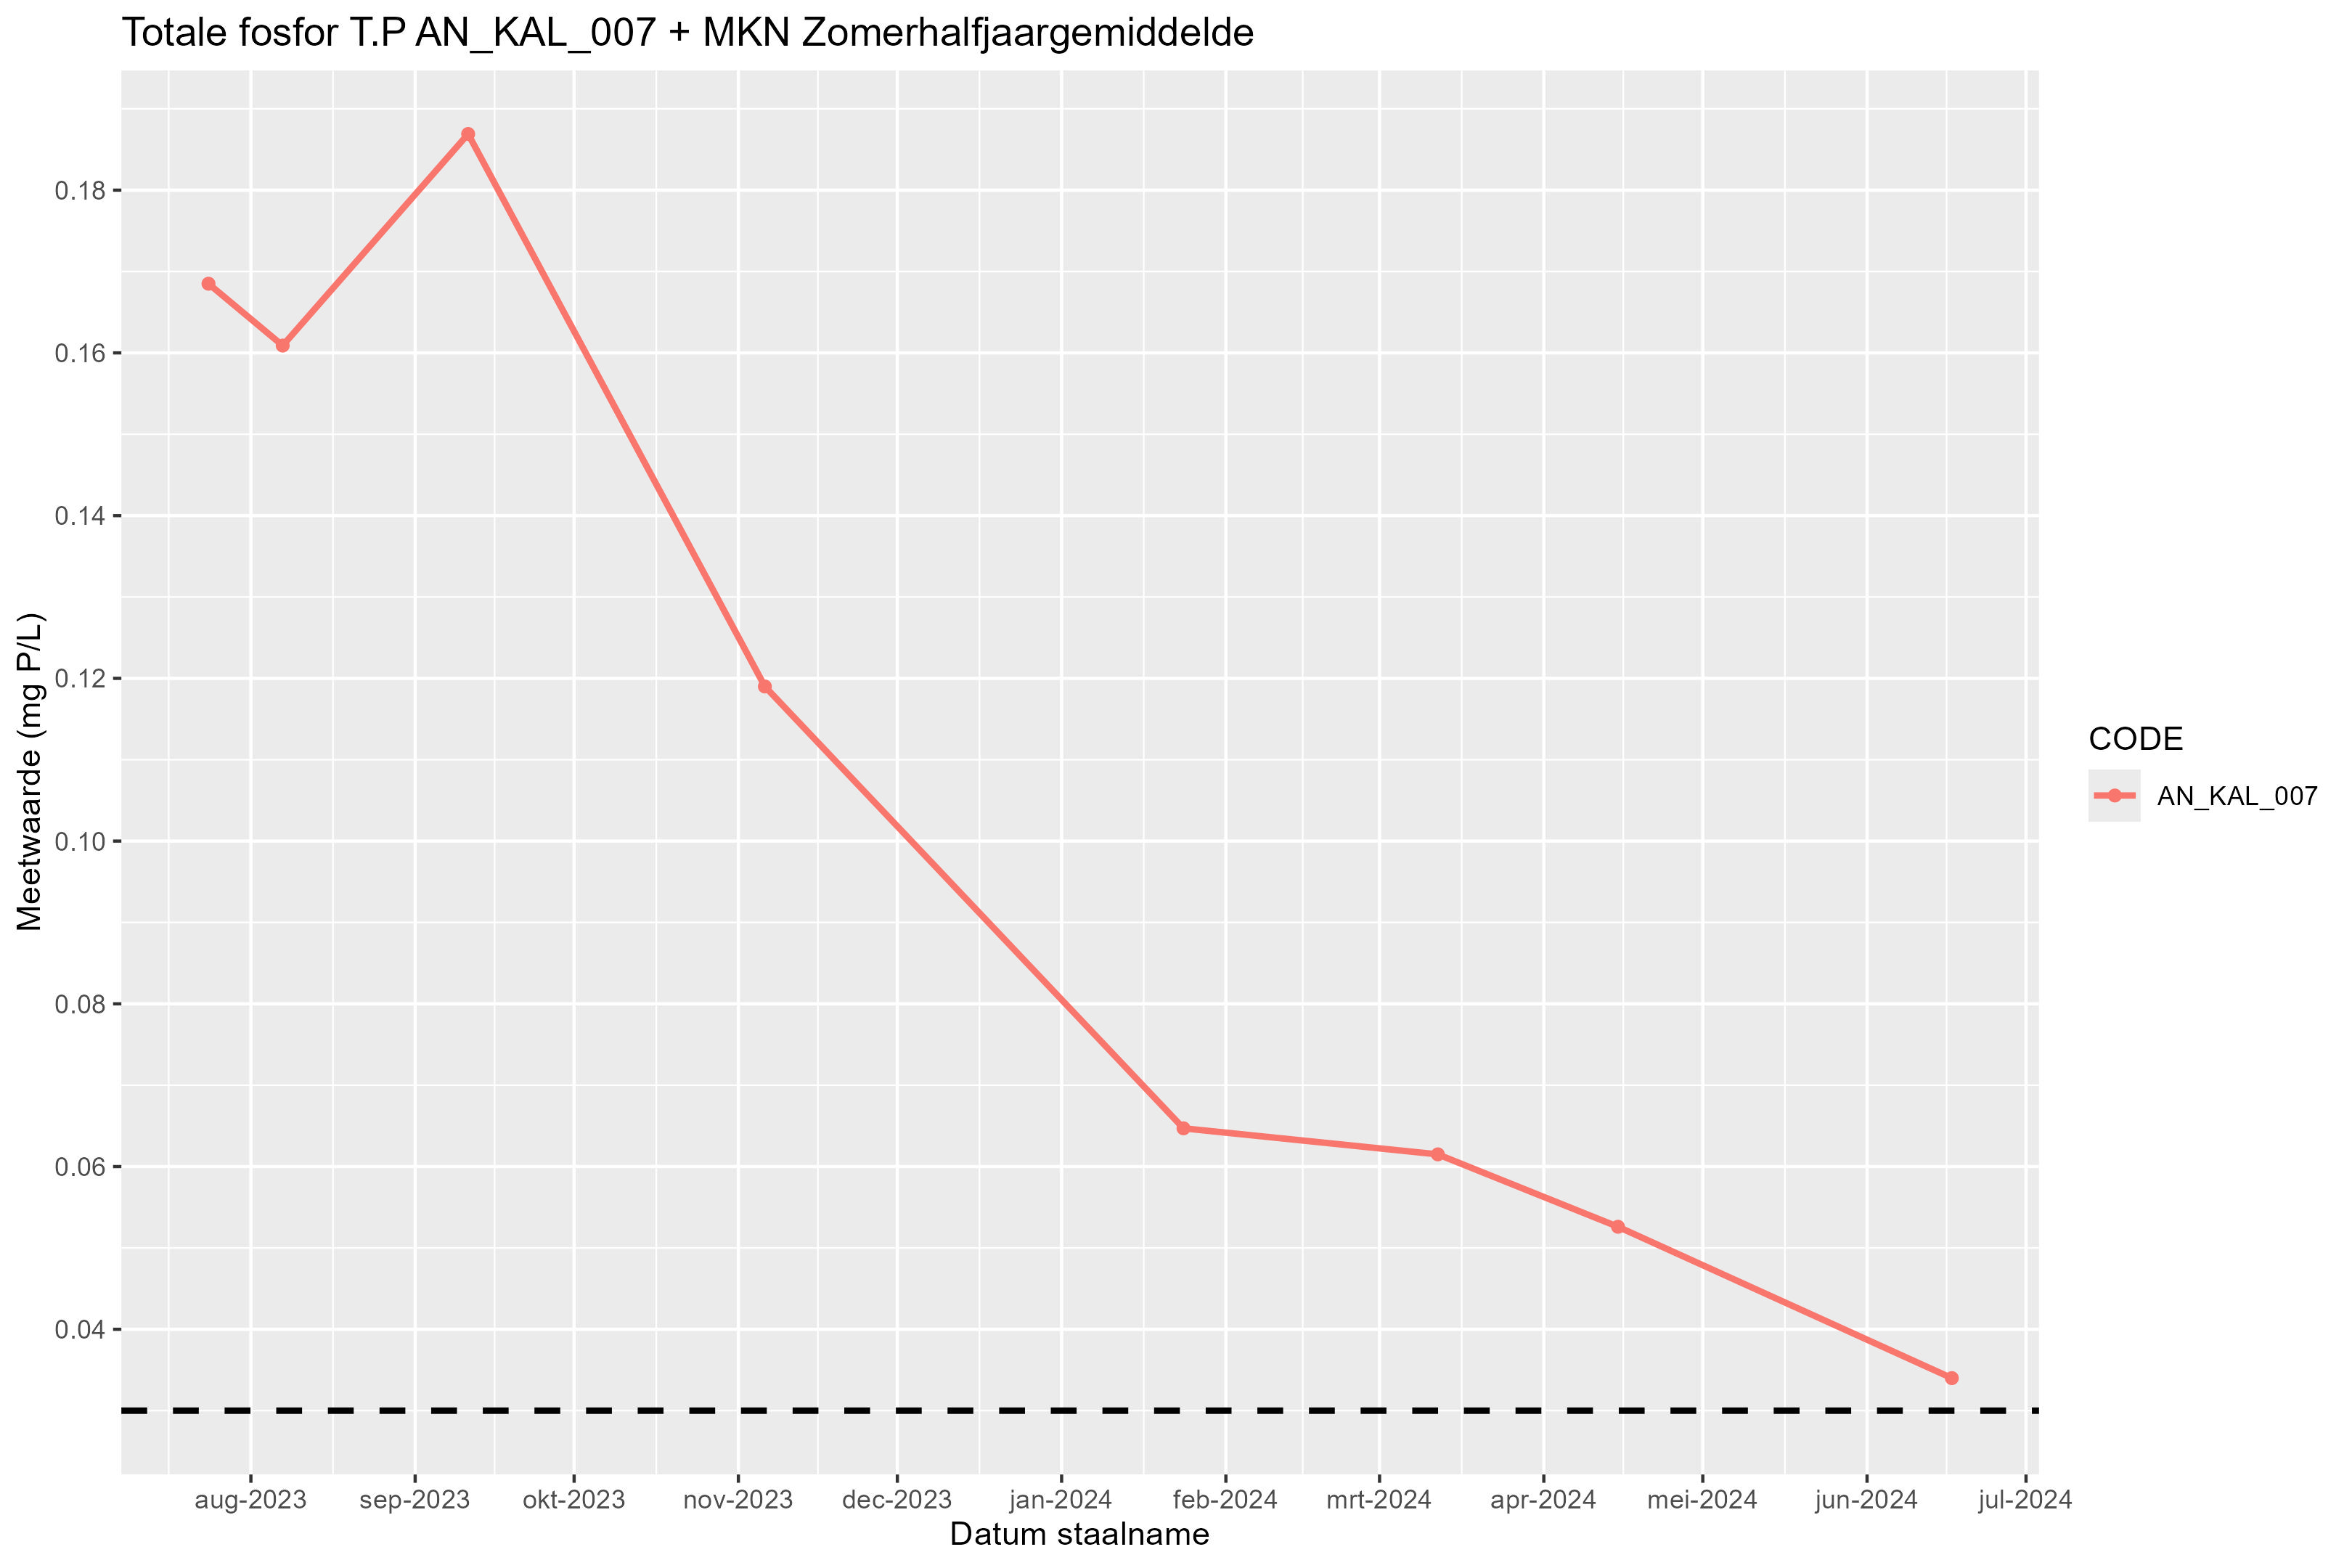 Totale fosfor T.P AN_KAL_007 + MKN Zomerhalfjaargemiddelde
Meetwaarde (mg P/L)
0.18
0.16
0.14
0.12
0.10
0.08
0.06
0.04
aug-2023 sep-2023 okt-2023 nov-2023 dec-2023 jan-2024 feb-2024 mrt-2024 apr-2024 mei-2024 jun-2024 jul-2024
Datum staalname
CODE
AN_KAL_007